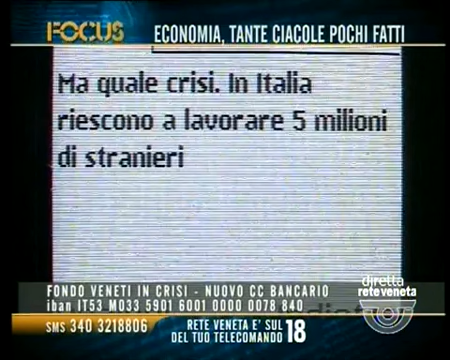 FOCUS ECONOMIA, TANTE CIACOLE POCHI FATTI
Ma quale crisi. In Italia
riescono a lavorare 5 milioni
di stranieri
FONDO VENETI IN CRISI - NUOVO CC BANCARIO
iban IT53 M033 5901 6001 0000 0078 840
diretta
reteveneta
SMS 340 3218806
RETE VENETA E' SUL
DEL TUO TELECOMANDO
18